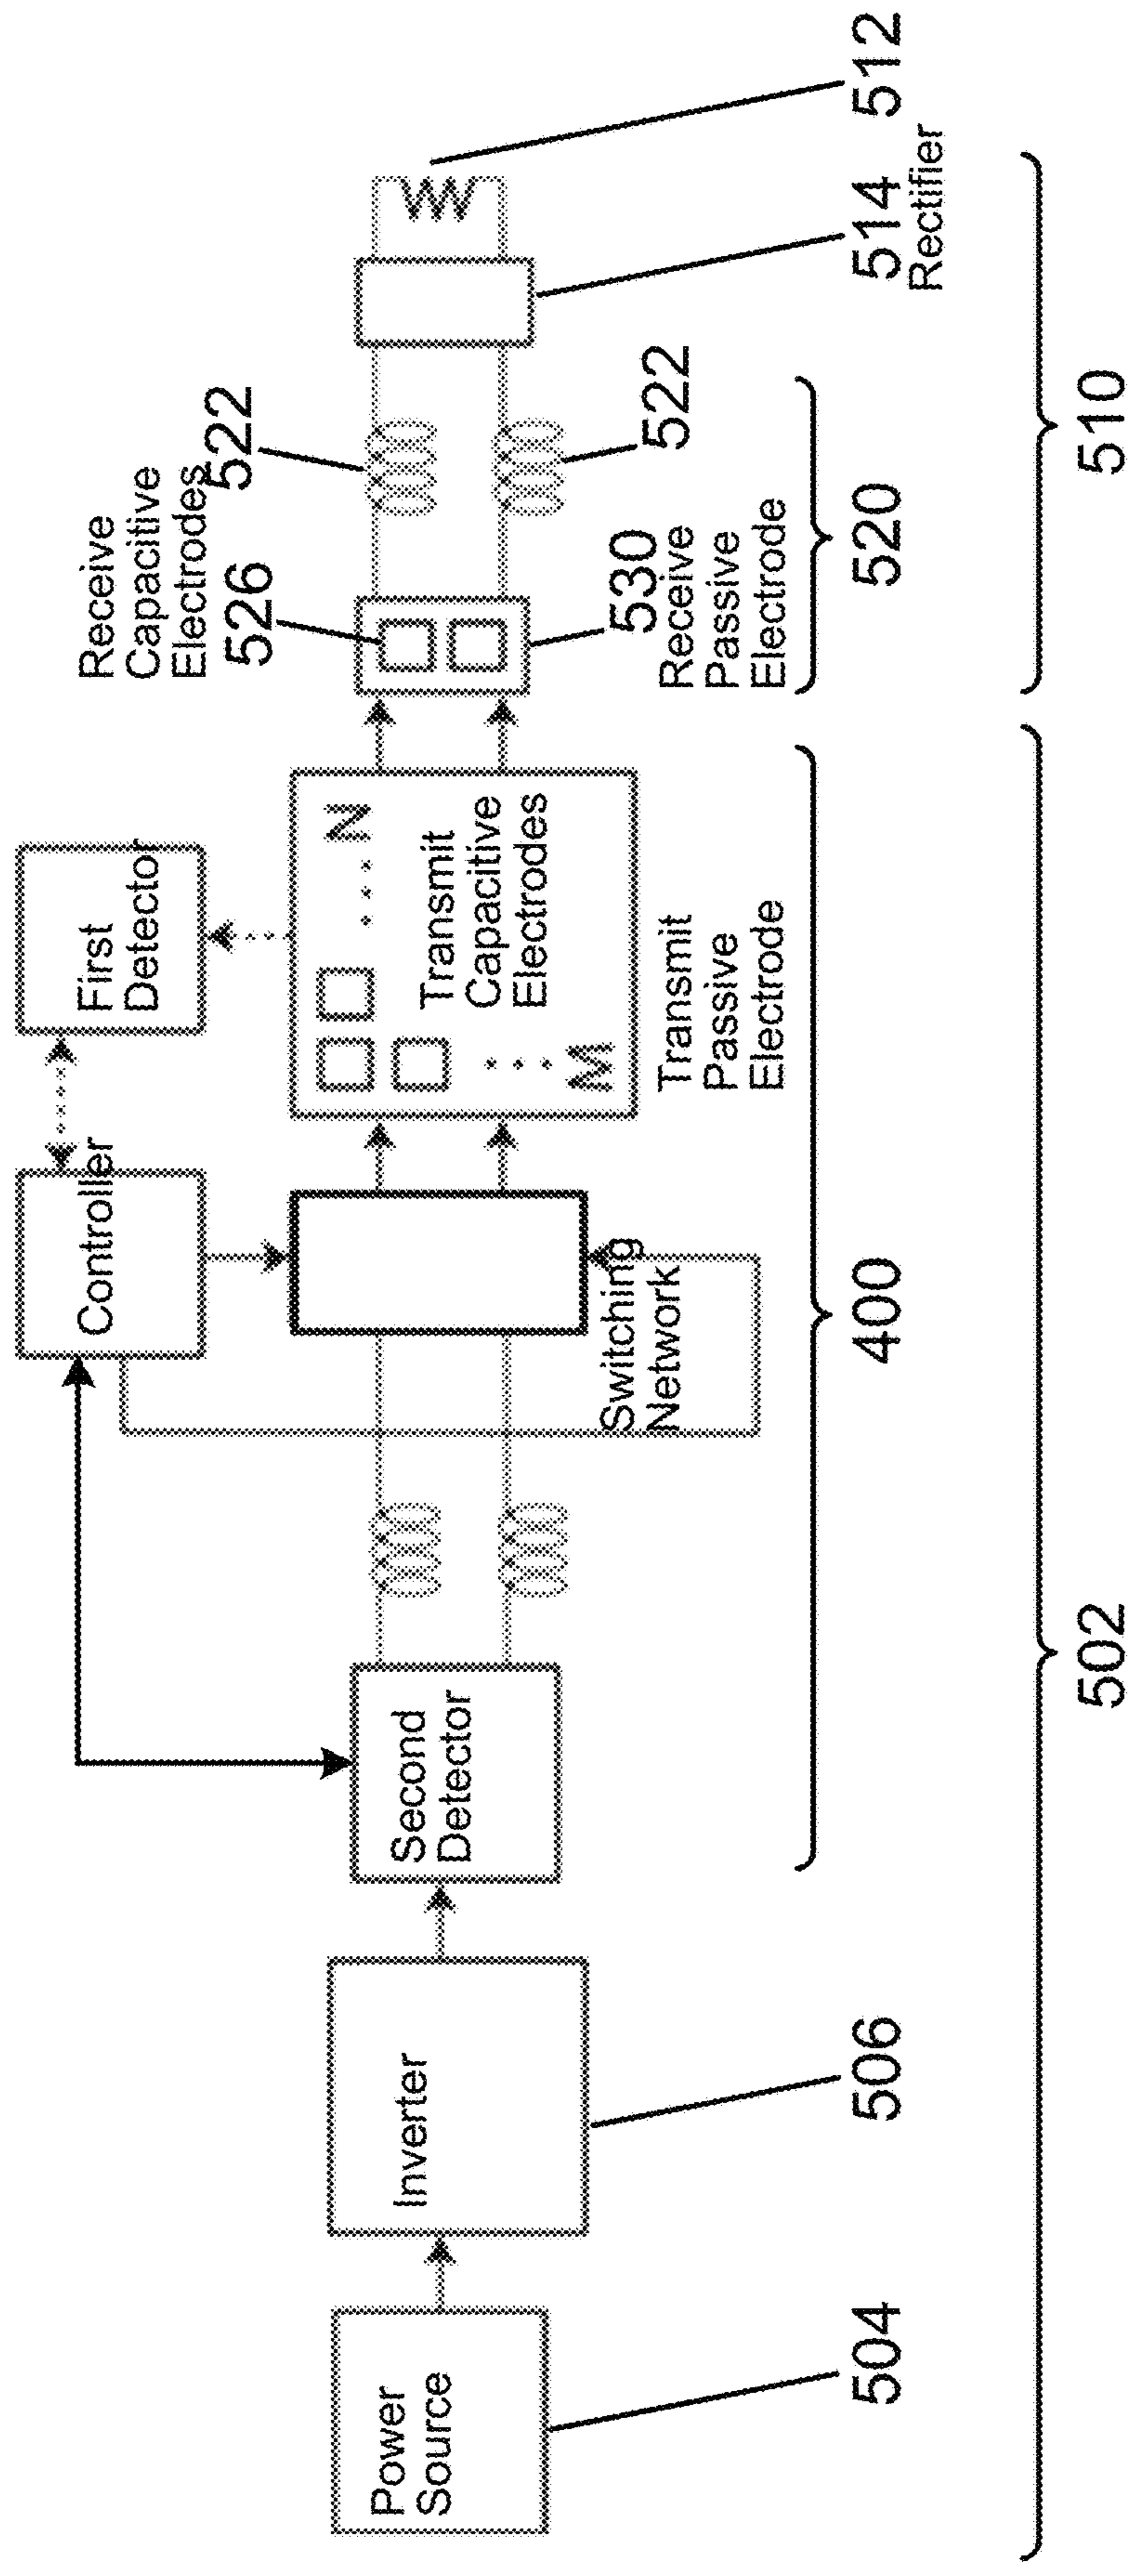 Power
Source
504
Inverter
506
Second
Detector
Controller
First
Detector
Switching
Network
N
M
Transmit
Capacitive
Electrodes
Transmit
Passive
Electrode
400
502
Receive
Capacitive
Electrodes
526
522
530
Receive
Passive
Electrode
522
520
514
Rectifier
512
510